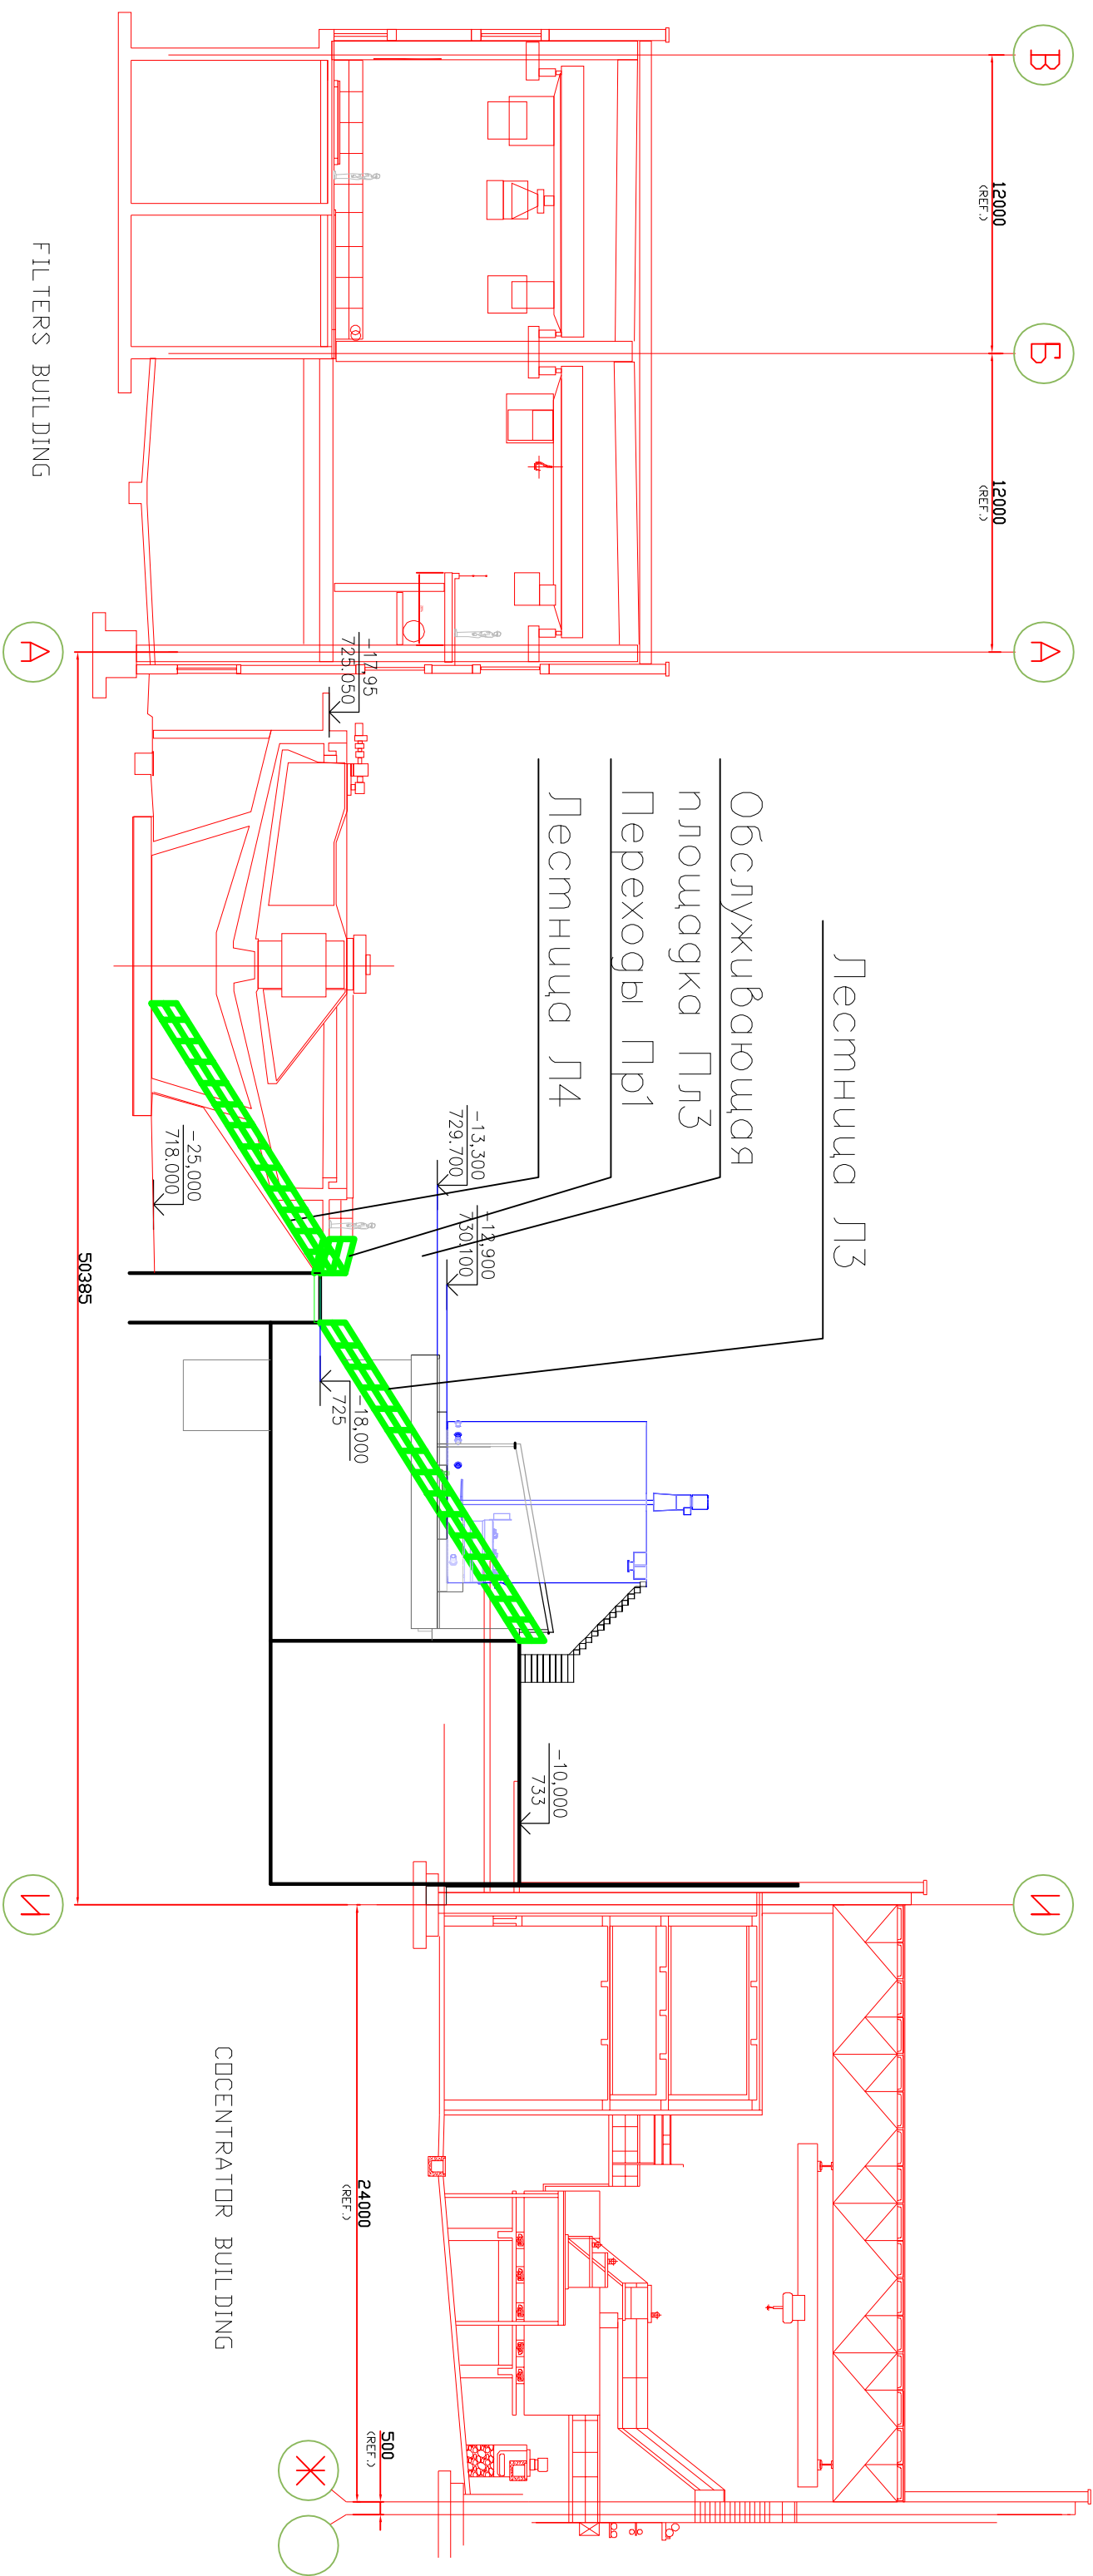 В
Б
А
И
12000
(REF.)
12000
(REF.)
Лестница Л3
Обслуживающая
площадка Пл3
Переходы Пр1
Лестница Л4
-17.95
725.050
-13,300
729.700
-12,900
730,100
-10,000
733
-18,000
725
-25,000
718.000
50385
24000
(REF.)
500
(REF.)
FILTERS BUILDING
COCENTRATOR BUILDING
А
И
Ж